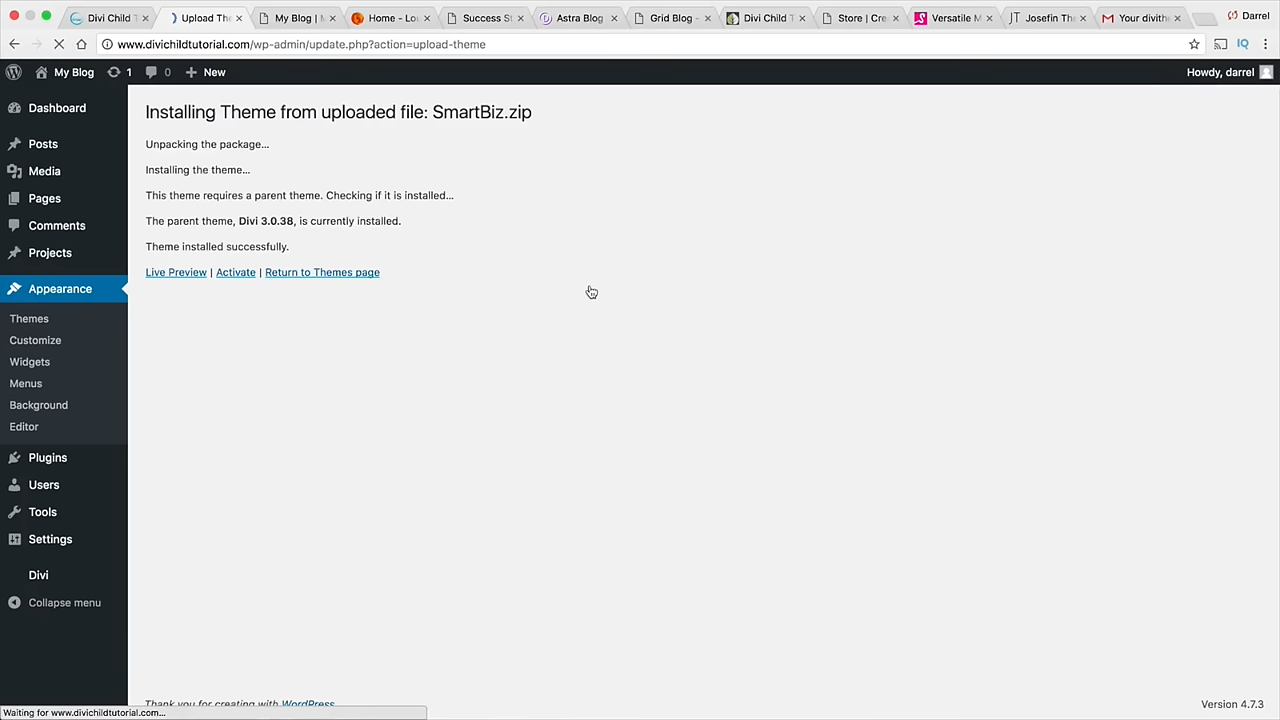 Divi Child T
Upload The
My Blog | M
Home – Lov
Success St
Astra Blog
Grid Blog –
Divi Child T
Store | Cre
Versatile M
Josefin The
Your divith
Darrel
www.divichildtutorial.com/wp-admin/update.php?action=upload-theme
IQ
My Blog 1 0 New
Howdy, darrel
Dashboard
Posts
Media
Pages
Comments
Projects
Appearance
Themes
Customize
Widgets
Menus
Background
Editor
Plugins
Users
Tools
Settings
Divi
Collapse menu
Installing Theme from uploaded file: SmartBiz.zip
Unpacking the package...
Installing the theme...
This theme requires a parent theme. Checking if it is installed...
The parent theme, Divi 3.0.38, is currently installed.
Theme installed successfully.
Live Preview | Activate | Return to Themes page
Thank you for creating with WordPress
Version 4.7.3
Waiting for www.divichildtutorial.com...